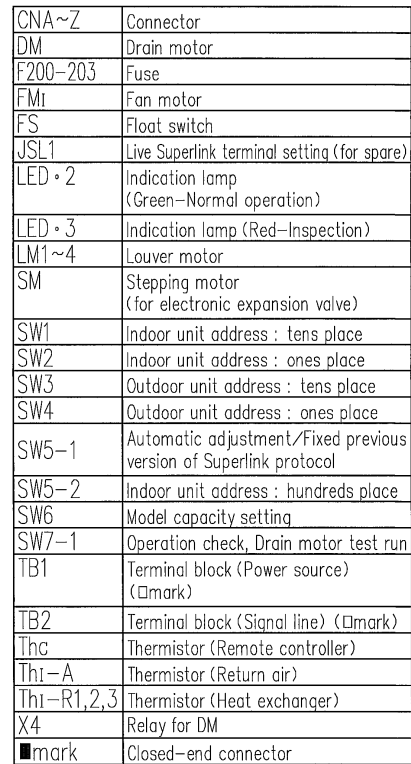 CNA~Z Connector
DM Drain motor
F200-203 Fuse
FMI Fan motor
FS Float switch
JSL1 Live Superlink terminal setting (for spare)
LED・2 Indication lamp
(Green-Normal operation)
LED・3 Indication lamp (Red-Inspection)
LM1~4 Louver motor
SM Stepping motor
(for electronic expansion valve)
SW1 Indoor unit address : tens place
SW2 Indoor unit address : ones place
SW3 Outdoor unit address : tens place
SW4 Outdoor unit address : ones place
SW5-1 Automatic adjustment/Fixed previous
version of Superlink protocol
SW5-2 Indoor unit address : hundreds place
SW6 Model capacity setting
SW7-1 Operation check, Drain motor test run
TB1 Terminal block (Power source)
(□mark)
TB2 Terminal block (Signal line) (□mark)
Thc Thermistor (Remote controller)
ThI-A Thermistor (Return air)
ThI-R1,2,3 Thermistor (Heat exchanger)
X4 Relay for DM
■mark Closed-end connector